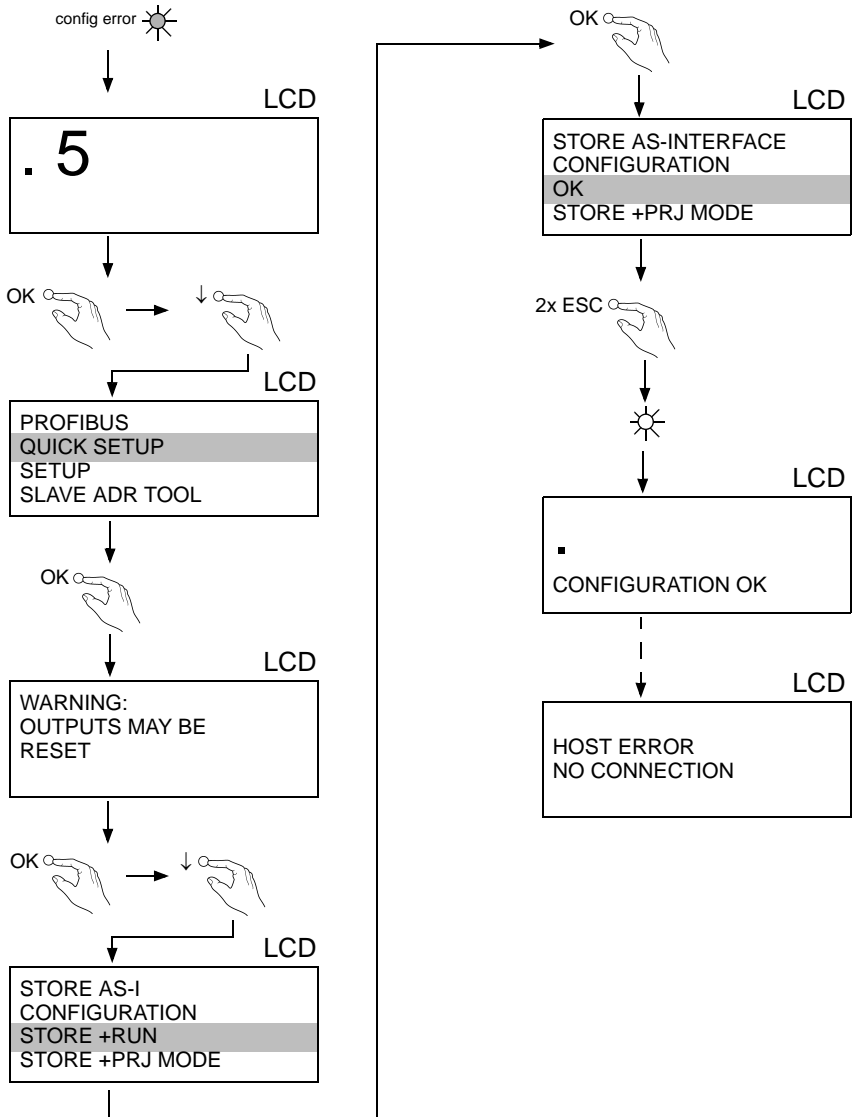 config error
LCD
. 5
OK ↓
LCD
PROFIBUS
QUICK SETUP
SETUP
SLAVE ADR TOOL
OK
LCD
WARNING:
OUTPUTS MAY BE
RESET
OK ↓
LCD
STORE AS-I
CONFIGURATION
STORE +RUN
STORE +PRJ MODE
OK
LCD
STORE AS-INTERFACE
CONFIGURATION
OK
STORE +PRJ MODE
2x ESC
LCD
.
CONFIGURATION OK
LCD
HOST ERROR
NO CONNECTION